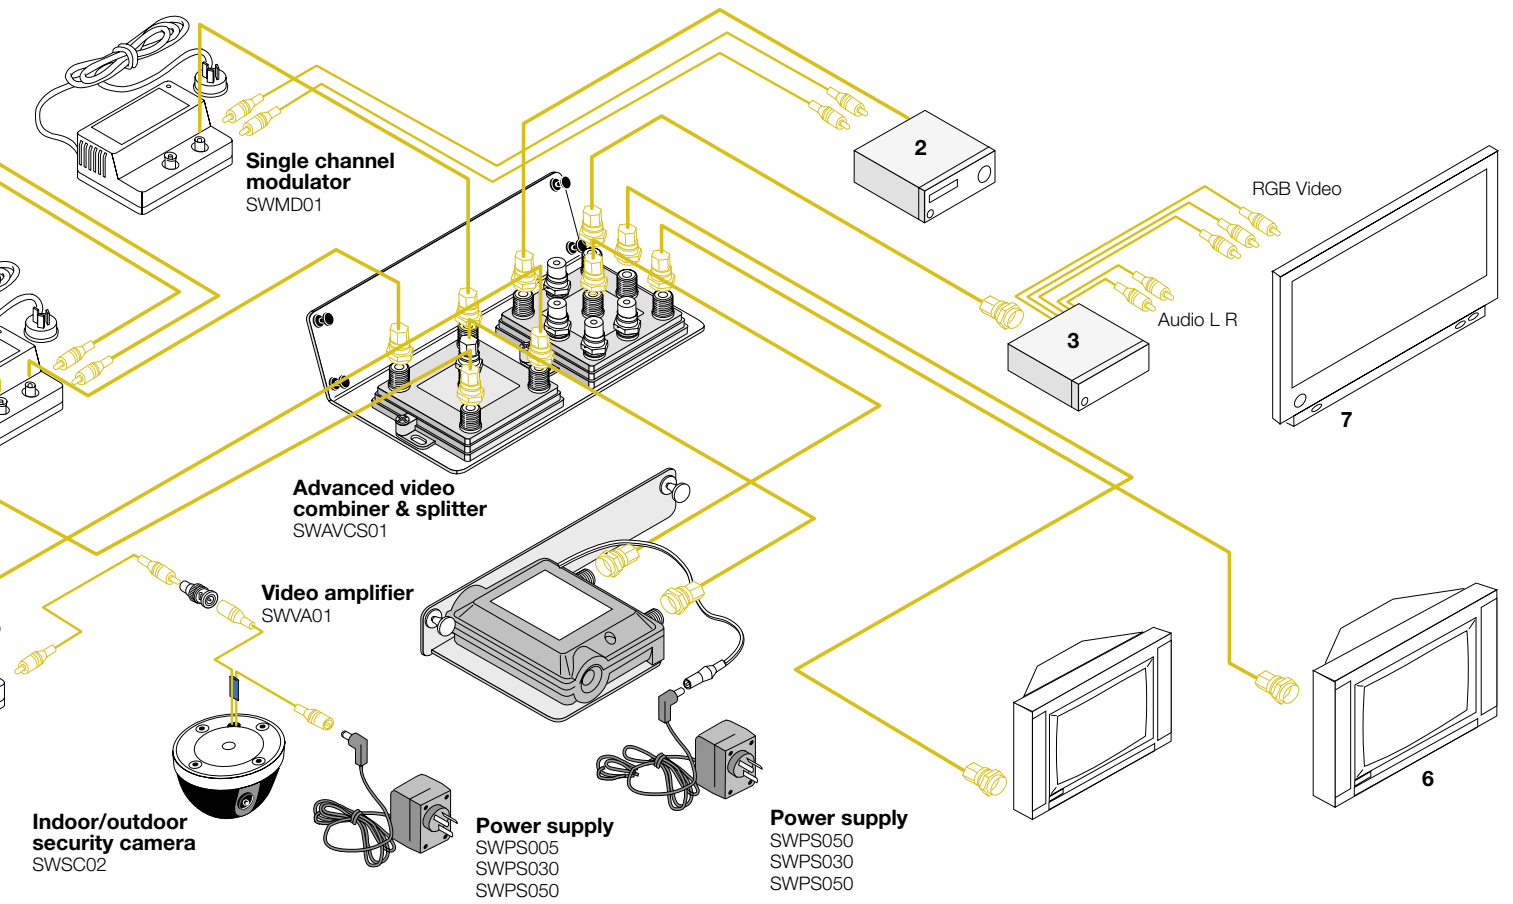 Single channel
modulator
SWMD01
2
RGB Video
3
Audio L R
7
Advanced video
combiner & splitter
SWAVCS01
Video amplifier
SWVA01
6
Indoor/outdoor
security camera
SWSC02
Power supply
SWPS005
SWPS030
SWPS050
Power supply
SWPS050
SWPS030
SWPS050